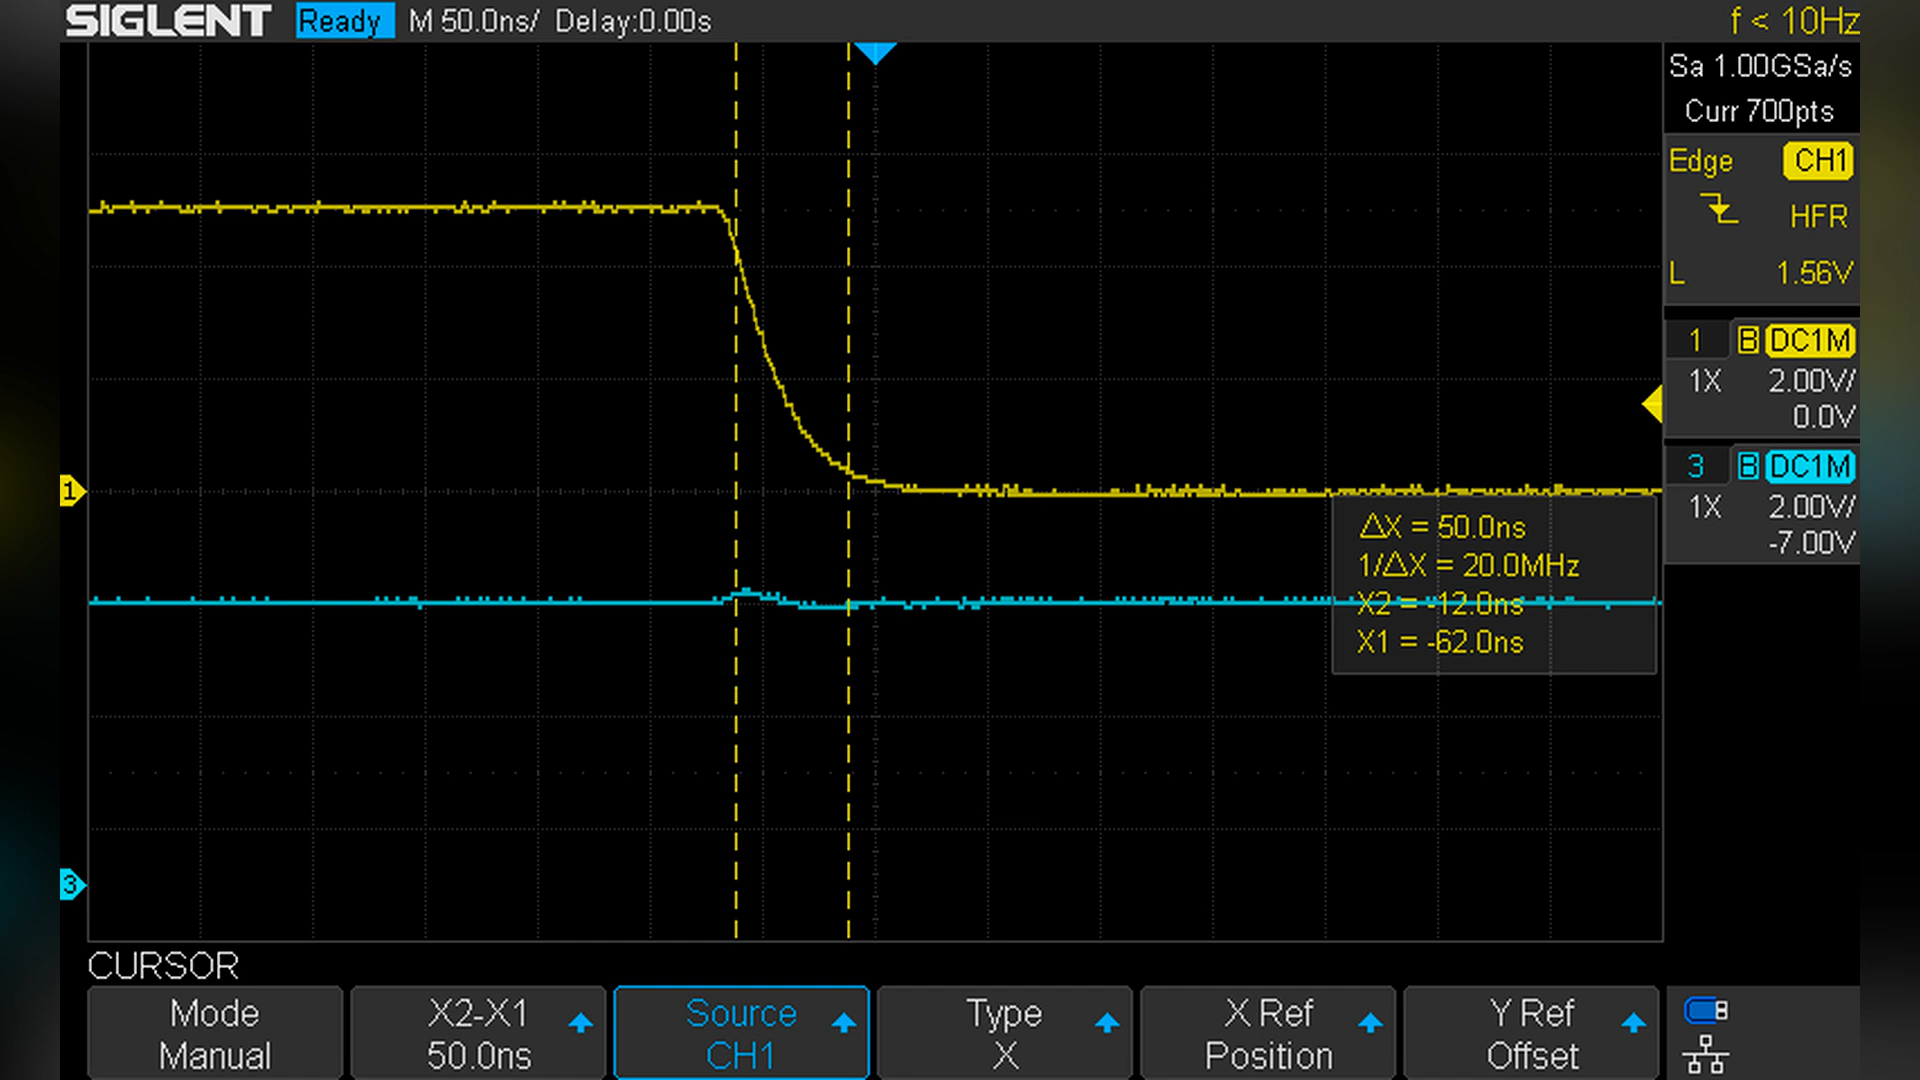 SIGLENT Ready M 50.0ns/ Delay:0.00s f < 10Hz
Sa 1.00GSa/s
Curr 700pts
Edge CH1
HFR
L 1.56V
1 B DC1M
1X 2.00V/
0.0V
3 B DC1M
1X 2.00V/
-7.00V
1
3
ΔX = 50.0ns
1/ΔX = 20.0MHz
X2 = -12.0ns
X1 = -62.0ns
CURSOR
Mode
Manual
X2-X1
50.0ns
Source
CH1
Type
X
X Ref
Position
Y Ref
Offset